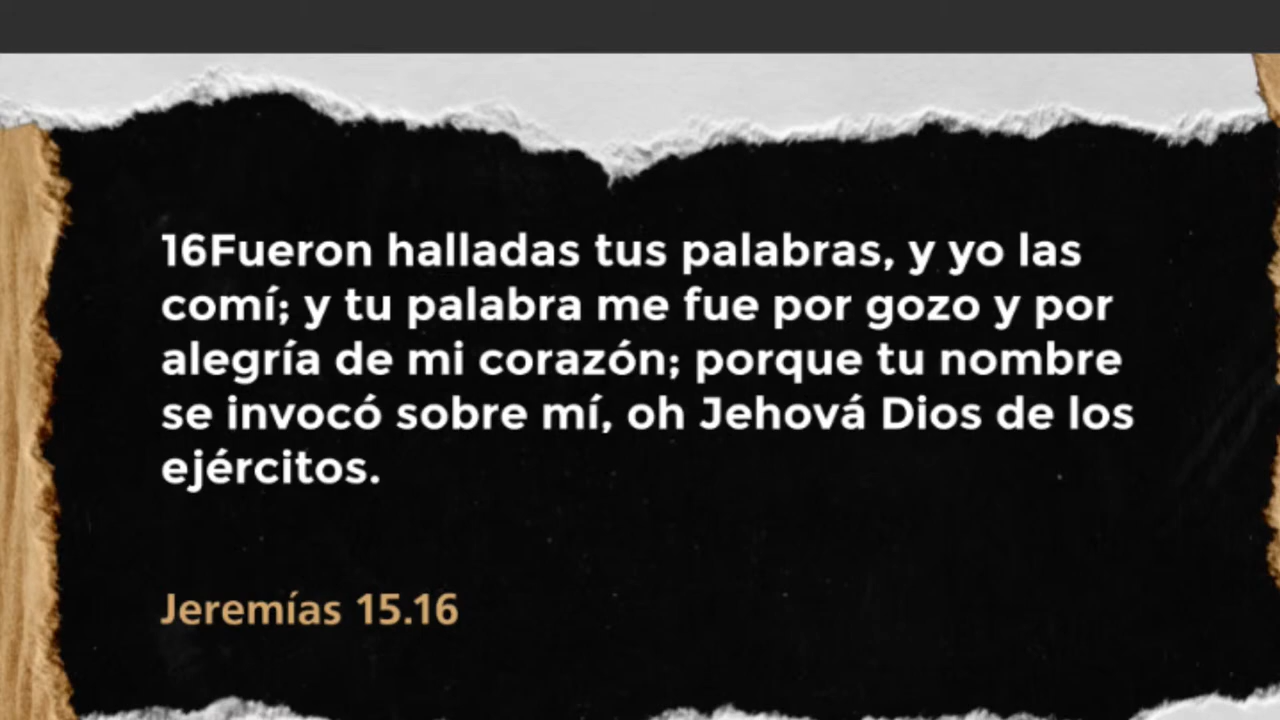 16Fueron halladas tus palabras, y yo las
comí; y tu palabra me fue por gozo y por
alegría de mi corazón; porque tu nombre
se invocó sobre mí, oh Jehová Dios de los
ejércitos.
Jeremías 15.16